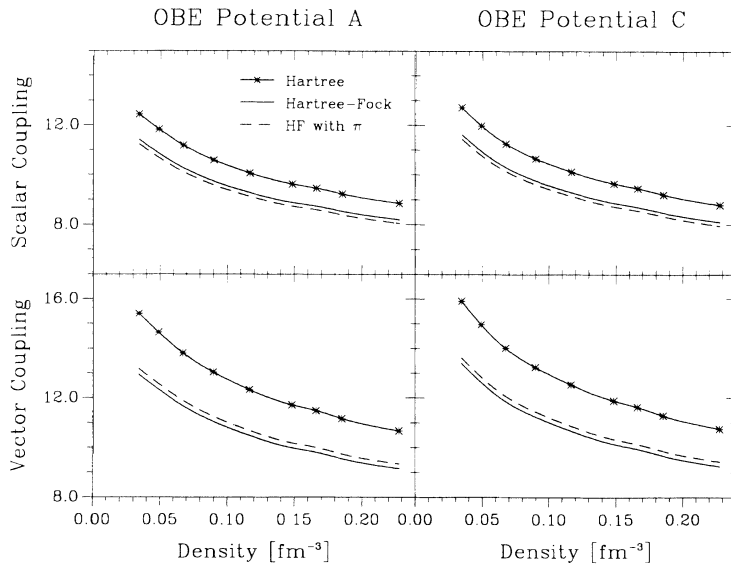 OBE Potential A
OBE Potential C
Scalar Coupling
12.0
8.0
Hartree
Hartree-Fock
HF with π
Vector Coupling
16.0
12.0
8.0
0.00 0.05 0.10 0.15 0.20 0.00 0.05 0.10 0.15 0.20
Density [fm⁻³]
Density [fm⁻³]